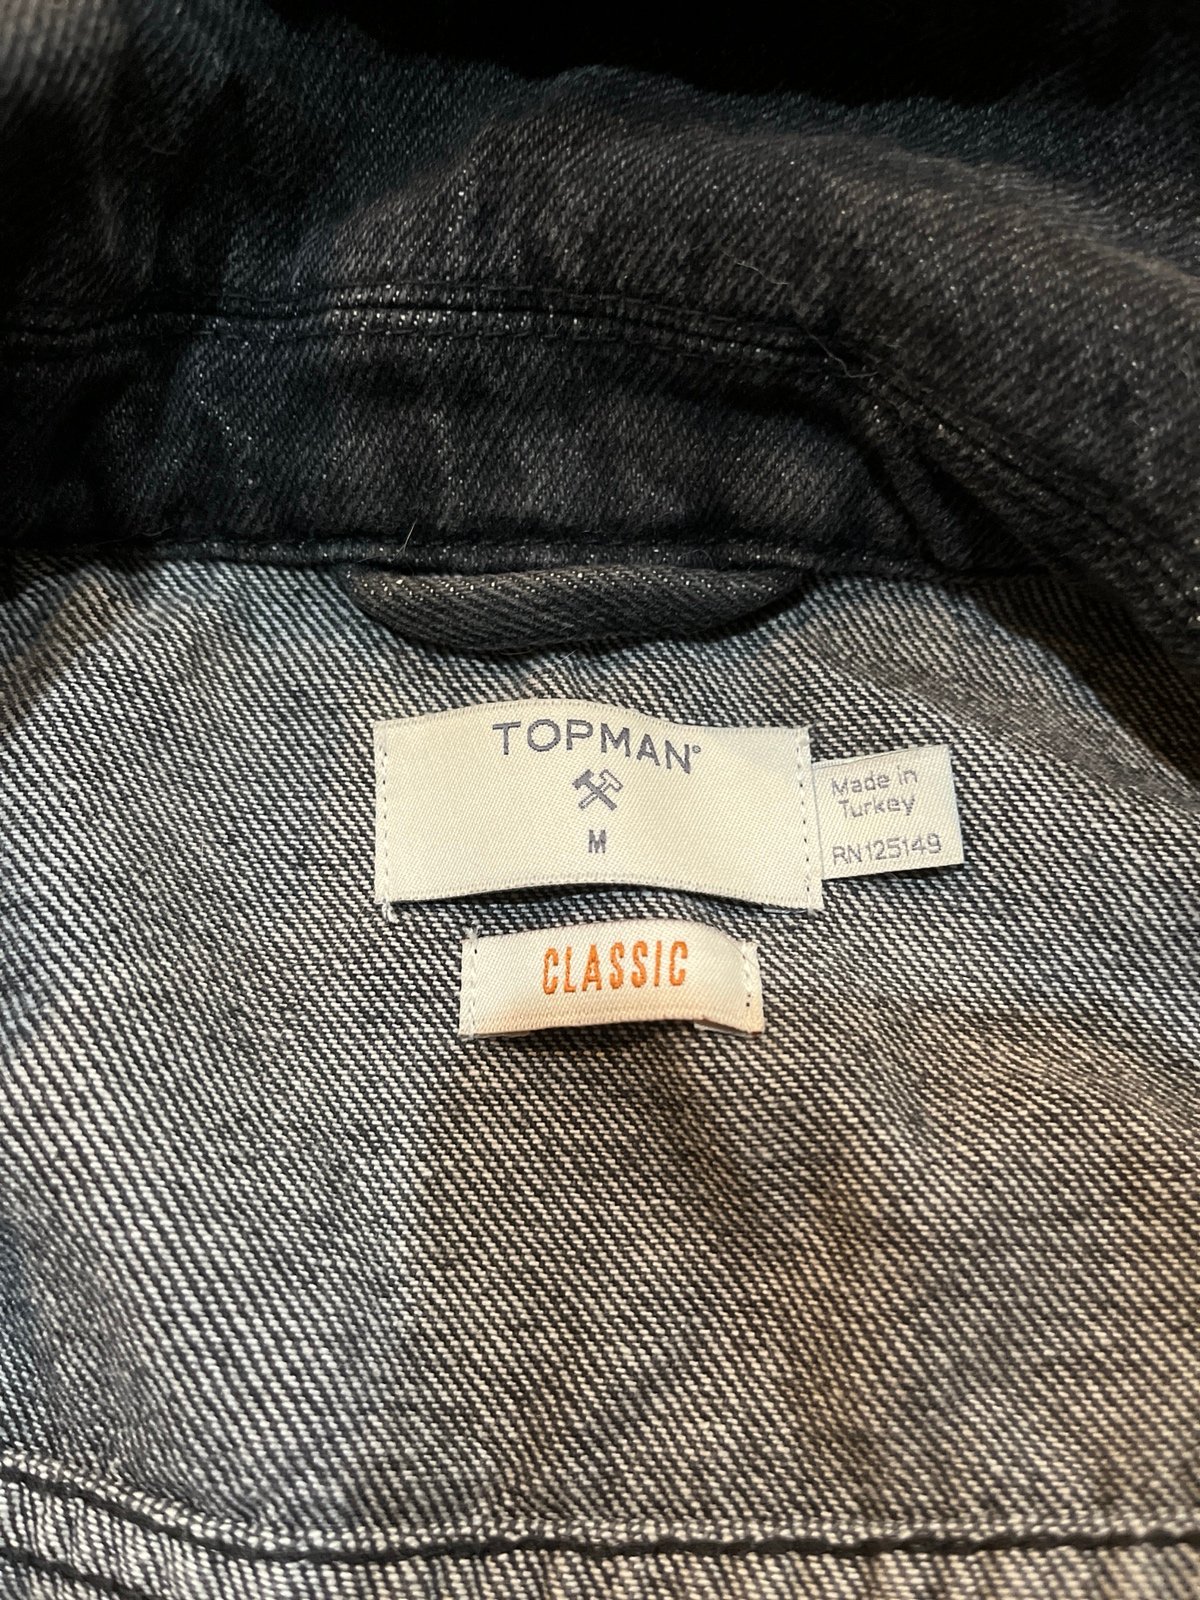 TOPMAN®
M
Made in
Turkey
RN125149
CLASSIC